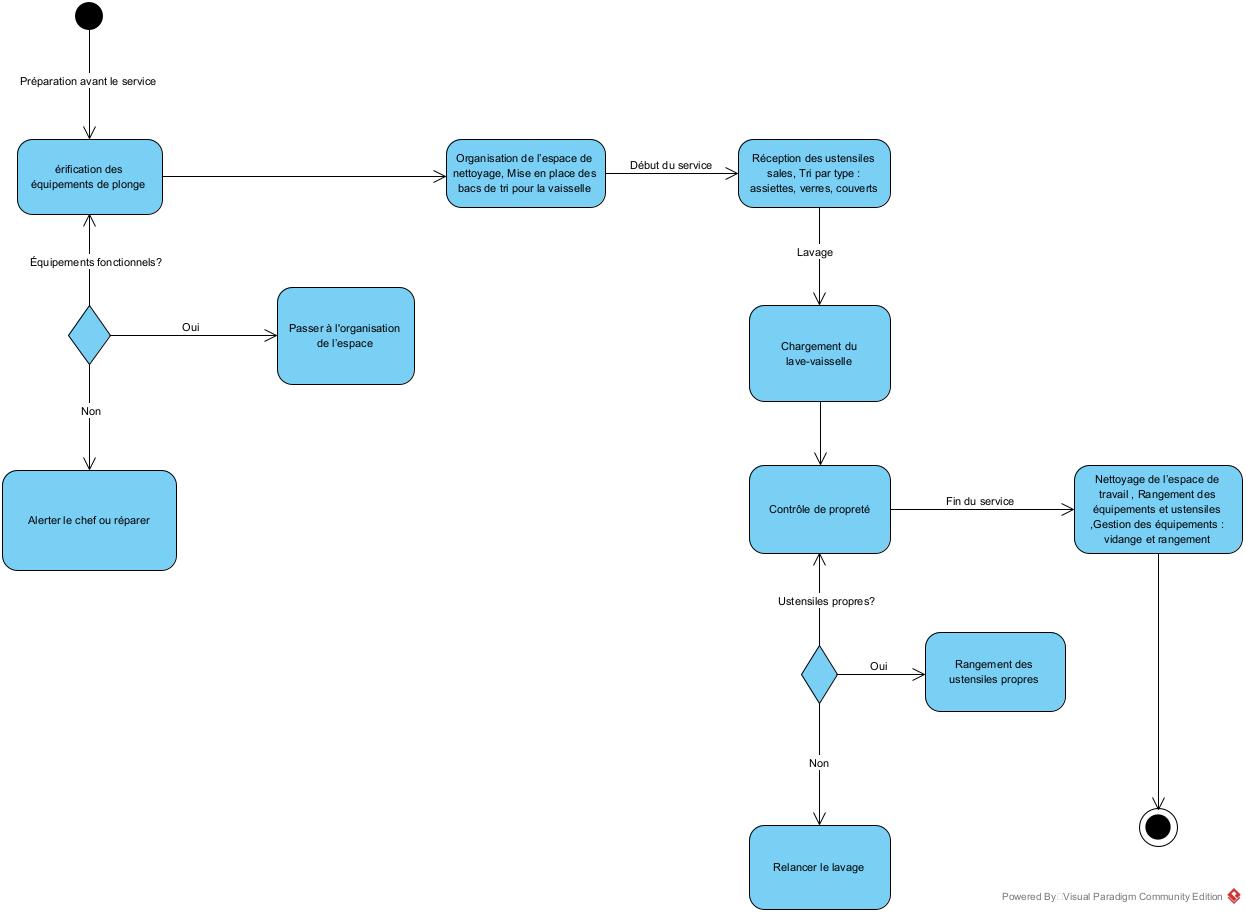 Préparation avant le service
érification des
équipements de plonge
Organisation de l'espace de
nettoyage, Mise en place des
bacs de tri pour la vaisselle
Début du service
Réception des ustensiles
sales, Tri par type :
assiettes, verres, couverts
Équipements fonctionnels?
Oui
Passer à l'organisation
de l'espace
Non
Alerter le chef ou réparer
Lavage
Chargement du
lave-vaisselle
Contrôle de propreté
Fin du service
Nettoyage de l'espace de
travail , Rangement des
équipements et ustensiles
,Gestion des équipements :
vidange et rangement
Ustensiles propres?
Oui
Rangement des
ustensiles propres
Non
Relancer le lavage
Powered By Visual Paradigm Community Edition